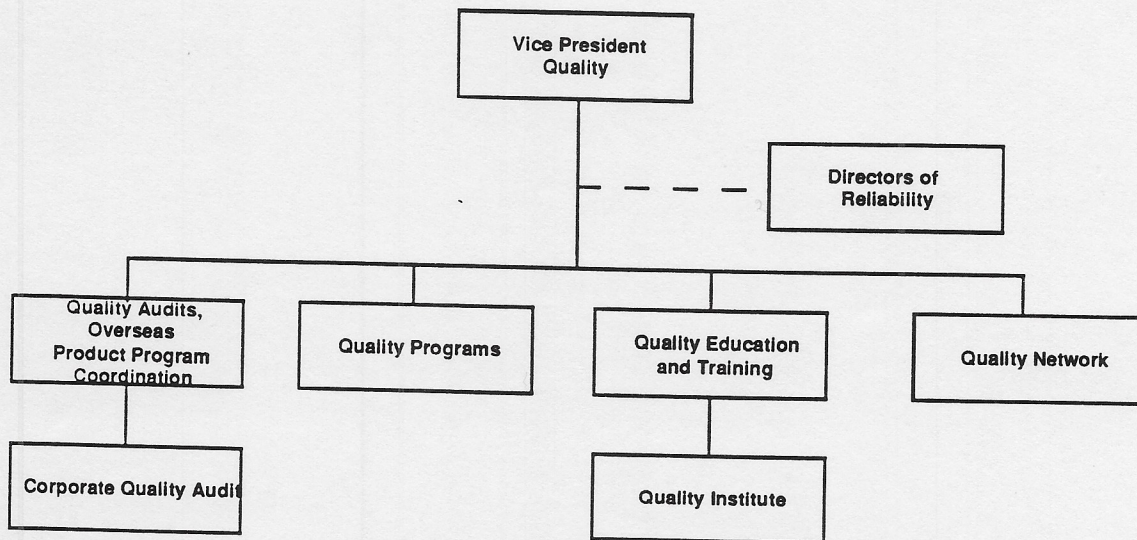 Vice President
Quality
Directors of
Reliability
Quality Audits,
Overseas
Product Program
Coordination
Quality Programs
Quality Education
and Training
Quality Network
Corporate Quality Audit
Quality Institute